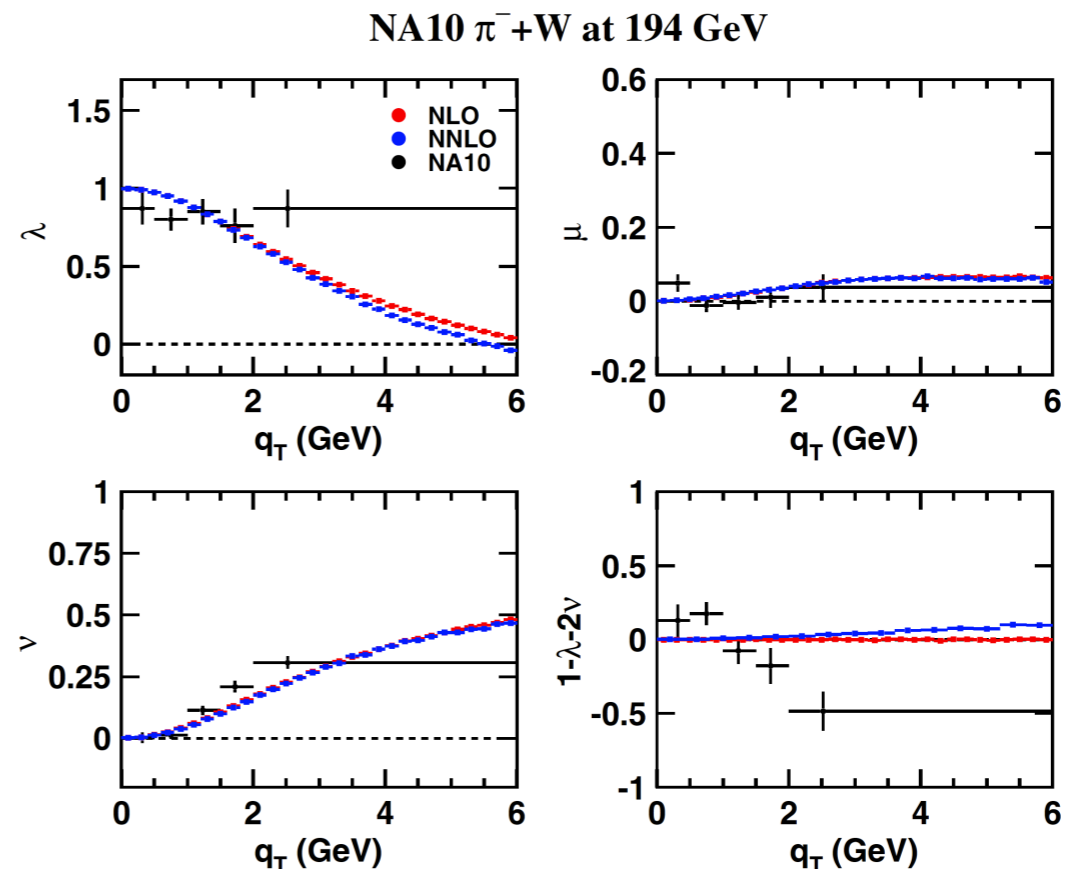 NA10 π⁻+W at 194 GeV
λ
1.5
1
0.5
0
NLO
NNLO
NA10
0 2 4 6
q_T (GeV)
μ
0.6
0.4
0.2
0
-0.2
0 2 4 6
q_T (GeV)
ν
1
0.75
0.5
0.25
0
0 2 4 6
q_T (GeV)
1-λ-2ν
1
0.5
0
-0.5
-1
0 2 4 6
q_T (GeV)